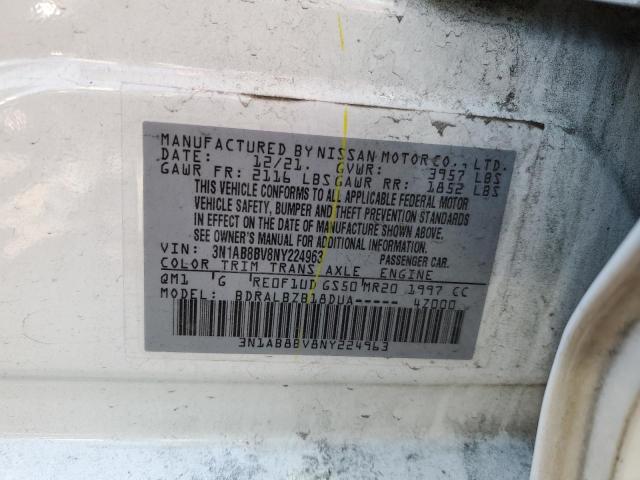 MANUFACTURED BY NISSAN MOTOR CO., LTD.
DATE: 12/21. GVWR: 3957 LBS
GAWR FR: 2116 LBS GAWR RR: 1852 LBS
THIS VEHICLE CONFORMS TO ALL APPLICABLE FEDERAL MOTOR
VEHICLE SAFETY, BUMPER AND THEFT PREVENTION STANDARDS
IN EFFECT ON THE DATE OF MANUFACTURE SHOWN ABOVE.
SEE OWNER'S MANUAL FOR ADDITIONAL INFORMATION.
VIN: 3N1AB8BV8NY224963 PASSENGER CAR.
COLOR TRIM TRANS AXLE ENGINE
QM1 G RE0F1UD GS50 MR20 1997 CC
MODEL: BDRALBZB18DUA----- 47000
3N1AB8BV8NY224963